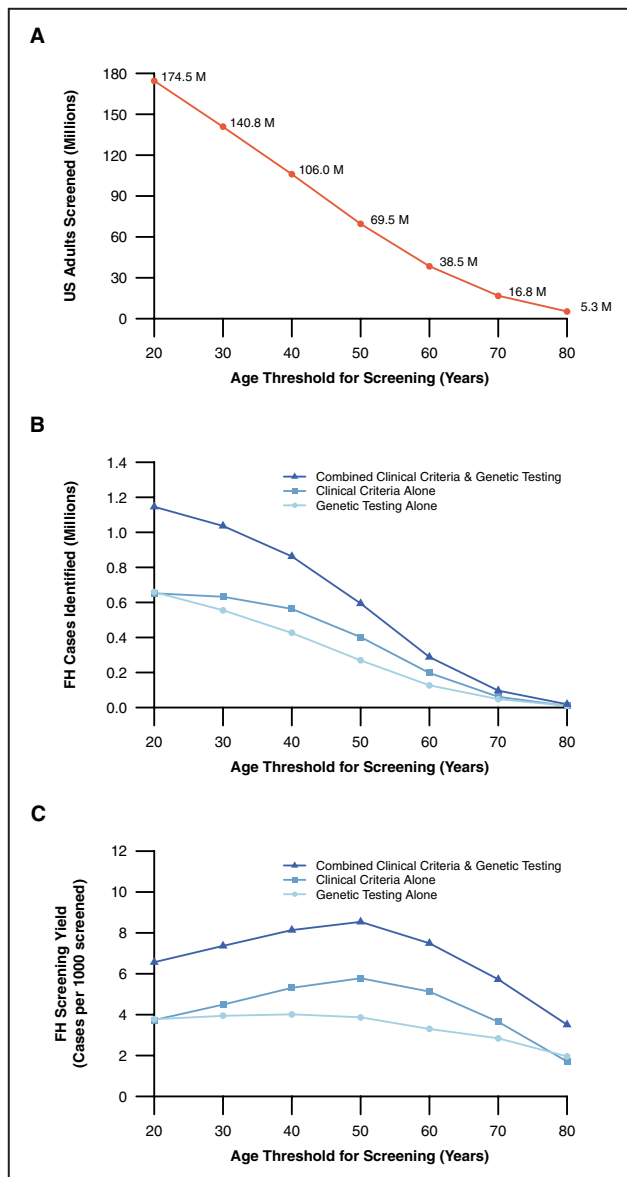 A
US Adults Screened (Millions)
180
150
120
90
60
30
0
174.5 M
140.8 M
106.0 M
69.5 M
38.5 M
16.8 M
5.3 M
20 30 40 50 60 70 80
Age Threshold for Screening (Years)
B
FH Cases Identified (Millions)
1.4
1.2
1.0
0.8
0.6
0.4
0.2
0.0
Combined Clinical Criteria & Genetic Testing
Clinical Criteria Alone
Genetic Testing Alone
20 30 40 50 60 70 80
Age Threshold for Screening (Years)
C
FH Screening Yield
(Cases per 1000 screened)
12
10
8
6
4
2
0
Combined Clinical Criteria & Genetic Testing
Clinical Criteria Alone
Genetic Testing Alone
20 30 40 50 60 70 80
Age Threshold for Screening (Years)